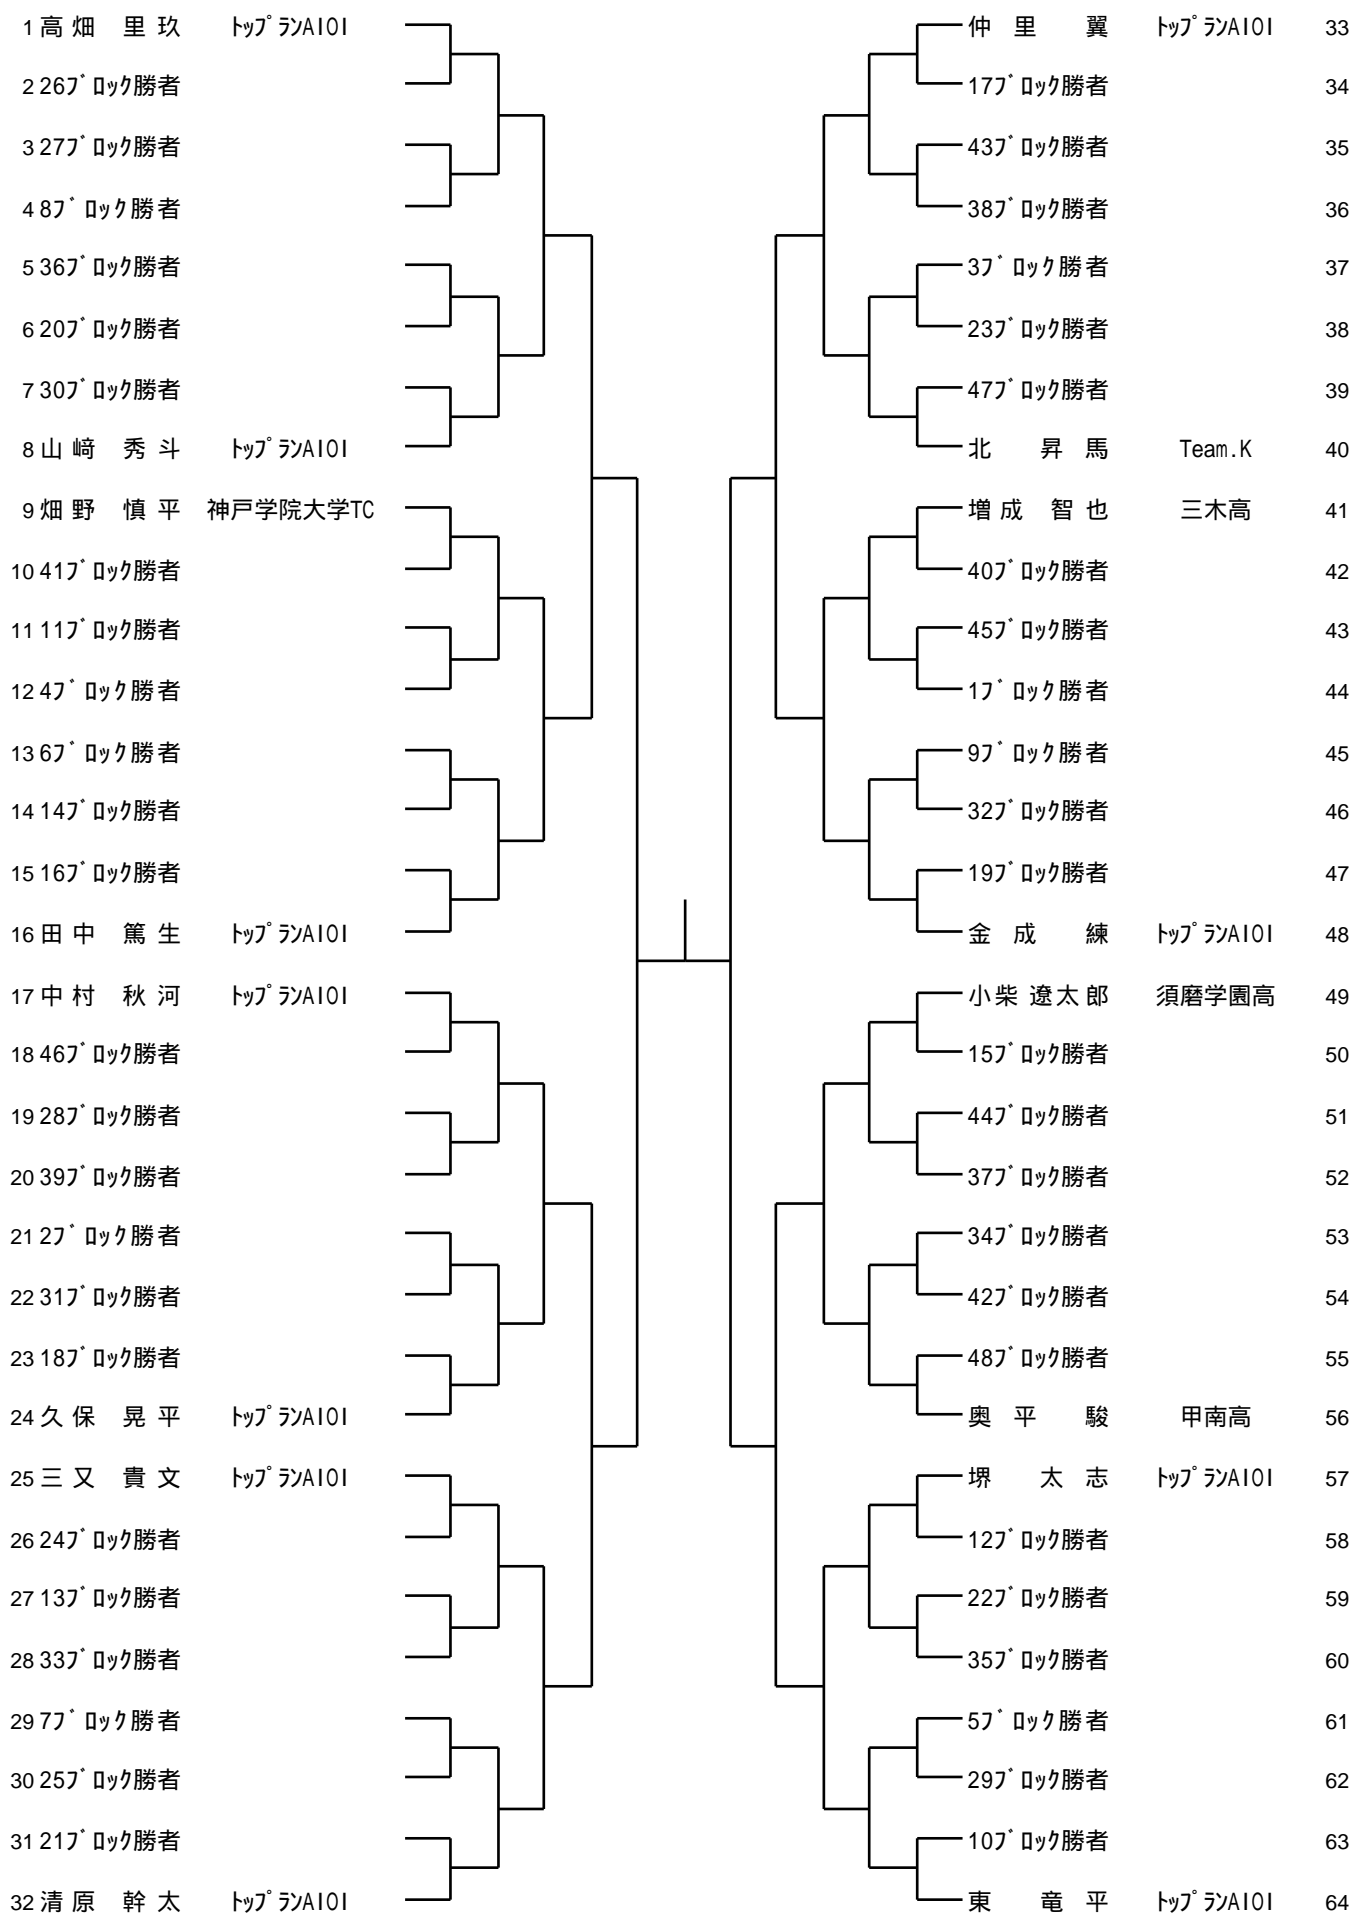 1 高畑 里玖 ﾄｯﾌﾟﾗﾝAIOI
2 26ﾌﾞﾛｯｸ勝者
3 27ﾌﾞﾛｯｸ勝者
4 8ﾌﾞﾛｯｸ勝者
5 36ﾌﾞﾛｯｸ勝者
6 20ﾌﾞﾛｯｸ勝者
7 30ﾌﾞﾛｯｸ勝者
8 山﨑 秀斗 ﾄｯﾌﾟﾗﾝAIOI
9 畑野 慎平 神戸学院大学TC
10 41ﾌﾞﾛｯｸ勝者
11 11ﾌﾞﾛｯｸ勝者
12 4ﾌﾞﾛｯｸ勝者
13 6ﾌﾞﾛｯｸ勝者
14 14ﾌﾞﾛｯｸ勝者
15 16ﾌﾞﾛｯｸ勝者
16 田中 篤生 ﾄｯﾌﾟﾗﾝAIOI
17 中村 秋河 ﾄｯﾌﾟﾗﾝAIOI
18 46ﾌﾞﾛｯｸ勝者
19 28ﾌﾞﾛｯｸ勝者
20 39ﾌﾞﾛｯｸ勝者
21 2ﾌﾞﾛｯｸ勝者
22 31ﾌﾞﾛｯｸ勝者
23 18ﾌﾞﾛｯｸ勝者
24 久保 晃平 ﾄｯﾌﾟﾗﾝAIOI
25 三又 貴文 ﾄｯﾌﾟﾗﾝAIOI
26 24ﾌﾞﾛｯｸ勝者
27 13ﾌﾞﾛｯｸ勝者
28 33ﾌﾞﾛｯｸ勝者
29 7ﾌﾞﾛｯｸ勝者
30 25ﾌﾞﾛｯｸ勝者
31 21ﾌﾞﾛｯｸ勝者
32 清原 幹太 ﾄｯﾌﾟﾗﾝAIOI
仲里 翼 ﾄｯﾌﾟﾗﾝAIOI 33
17ﾌﾞﾛｯｸ勝者 34
43ﾌﾞﾛｯｸ勝者 35
38ﾌﾞﾛｯｸ勝者 36
3ﾌﾞﾛｯｸ勝者 37
23ﾌﾞﾛｯｸ勝者 38
47ﾌﾞﾛｯｸ勝者 39
北 昇馬 Team.K 40
増成 智也 三木高 41
40ﾌﾞﾛｯｸ勝者 42
45ﾌﾞﾛｯｸ勝者 43
1ﾌﾞﾛｯｸ勝者 44
9ﾌﾞﾛｯｸ勝者 45
32ﾌﾞﾛｯｸ勝者 46
19ﾌﾞﾛｯｸ勝者 47
金成 練 ﾄｯﾌﾟﾗﾝAIOI 48
小柴 遼太郎 須磨学園高 49
15ﾌﾞﾛｯｸ勝者 50
44ﾌﾞﾛｯｸ勝者 51
37ﾌﾞﾛｯｸ勝者 52
34ﾌﾞﾛｯｸ勝者 53
42ﾌﾞﾛｯｸ勝者 54
48ﾌﾞﾛｯｸ勝者 55
奥平 駿 甲南高 56
堺 太志 ﾄｯﾌﾟﾗﾝAIOI 57
12ﾌﾞﾛｯｸ勝者 58
22ﾌﾞﾛｯｸ勝者 59
35ﾌﾞﾛｯｸ勝者 60
5ﾌﾞﾛｯｸ勝者 61
29ﾌﾞﾛｯｸ勝者 62
10ﾌﾞﾛｯｸ勝者 63
東 竜平 ﾄｯﾌﾟﾗﾝAIOI 64